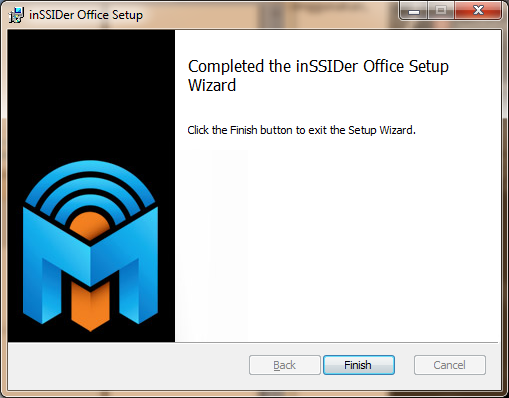 inSSIDer Office Setup
Completed the inSSIDer Office Setup
Wizard
Click the Finish button to exit the Setup Wizard.
Back
Finish
Cancel